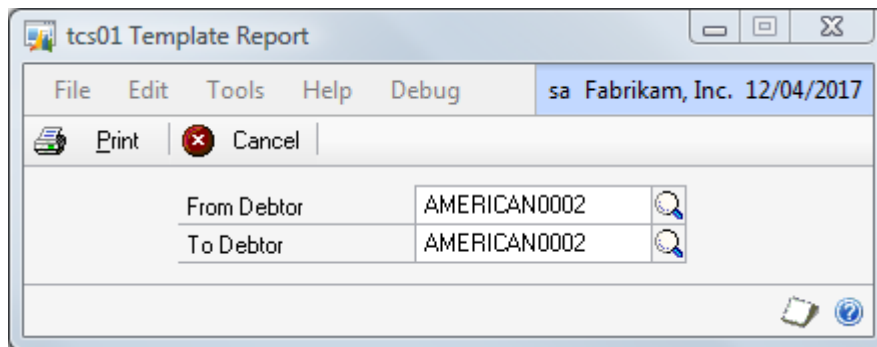 tcs01 Template Report
File Edit Tools Help Debug sa Fabrikam, Inc. 12/04/2017
Print Cancel
From Debtor AMERICAN0002
To Debtor AMERICAN0002